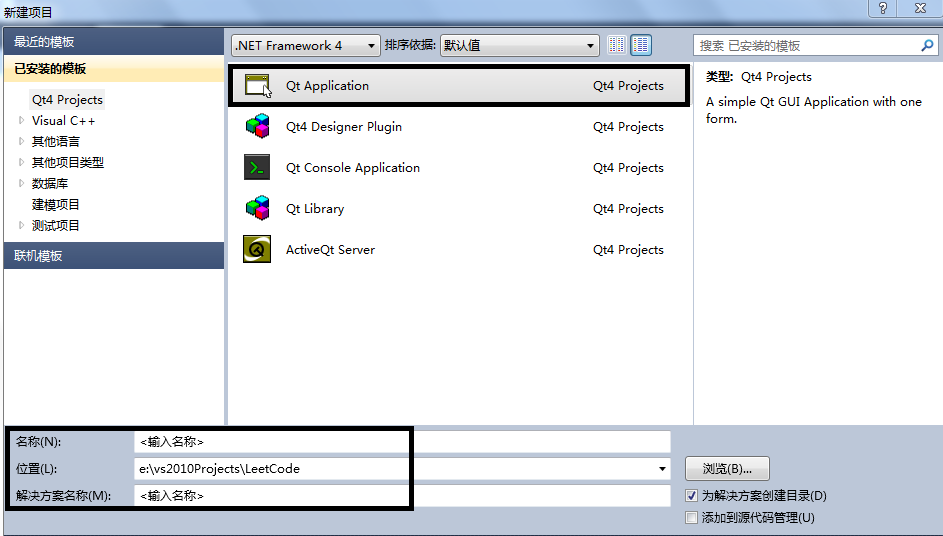 新建项目
最近的模板
已安装的模板
Qt4 Projects
Visual C++
其他语言
其他项目类型
数据库
建模项目
测试项目
联机模板
.NET Framework 4 排序依据: 默认值
Qt Application Qt4 Projects
Qt4 Designer Plugin Qt4 Projects
Qt Console Application Qt4 Projects
Qt Library Qt4 Projects
ActiveQt Server Qt4 Projects
搜索 已安装的模板
类型: Qt4 Projects
A simple Qt GUI Application with one
form.
名称(N): <输入名称>
位置(L): e:\vs2010Projects\LeetCode
解决方案名称(M): <输入名称>
浏览(B)...
为解决方案创建目录(D)
添加到源代码管理(U)